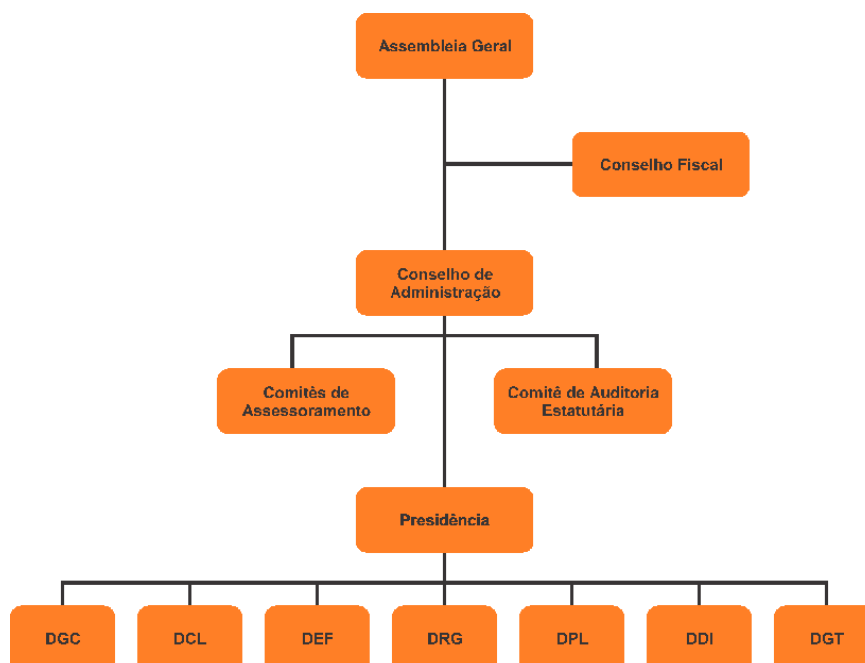 Assembleia Geral
Conselho Fiscal
Conselho de
Administração
Comitês de
Assessoramento
Comitê de Auditoria
Estatutária
Presidência
DGC
DCL
DEF
DRG
DPL
DDI
DGT